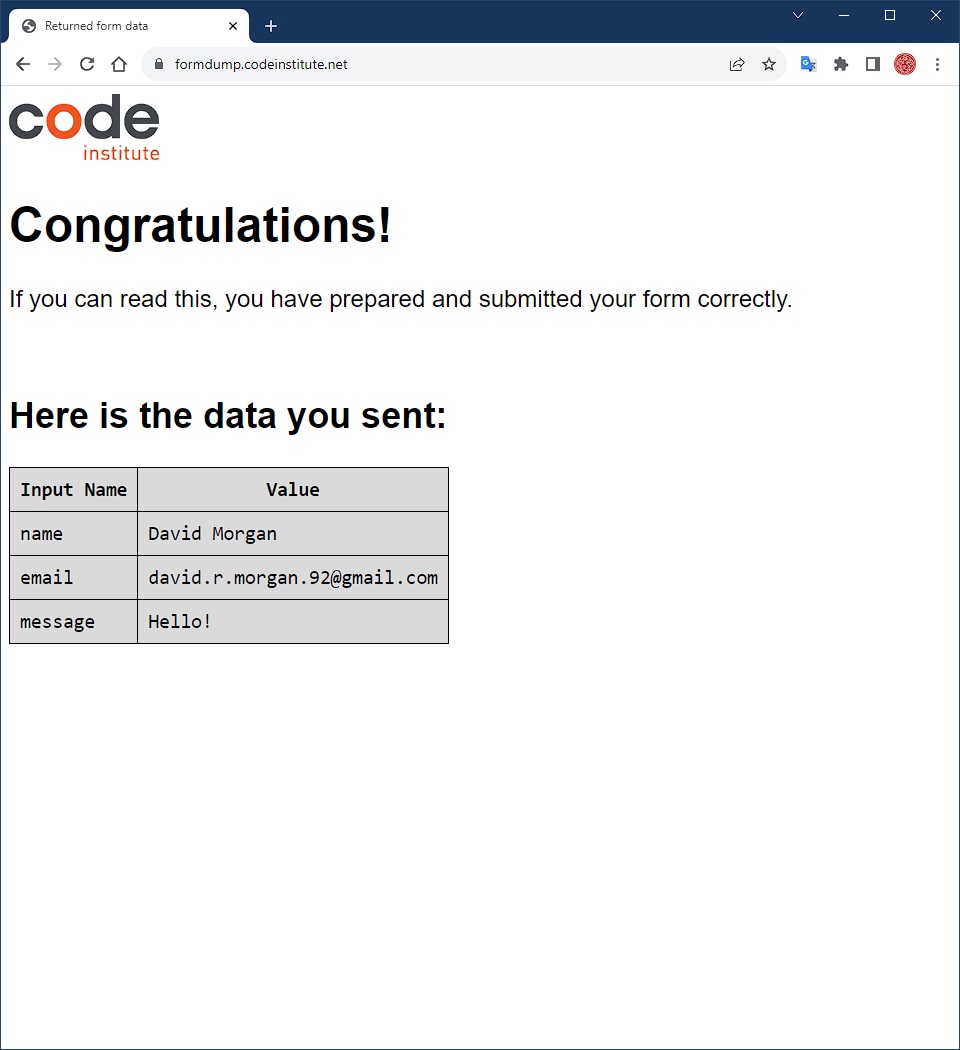 Returned form data
formdump.codeinstitute.net
code
institute
Congratulations!
If you can read this, you have prepared and submitted your form correctly.
Here is the data you sent:
Input Name Value
name David Morgan
email david.r.morgan.92@gmail.com
message Hello!